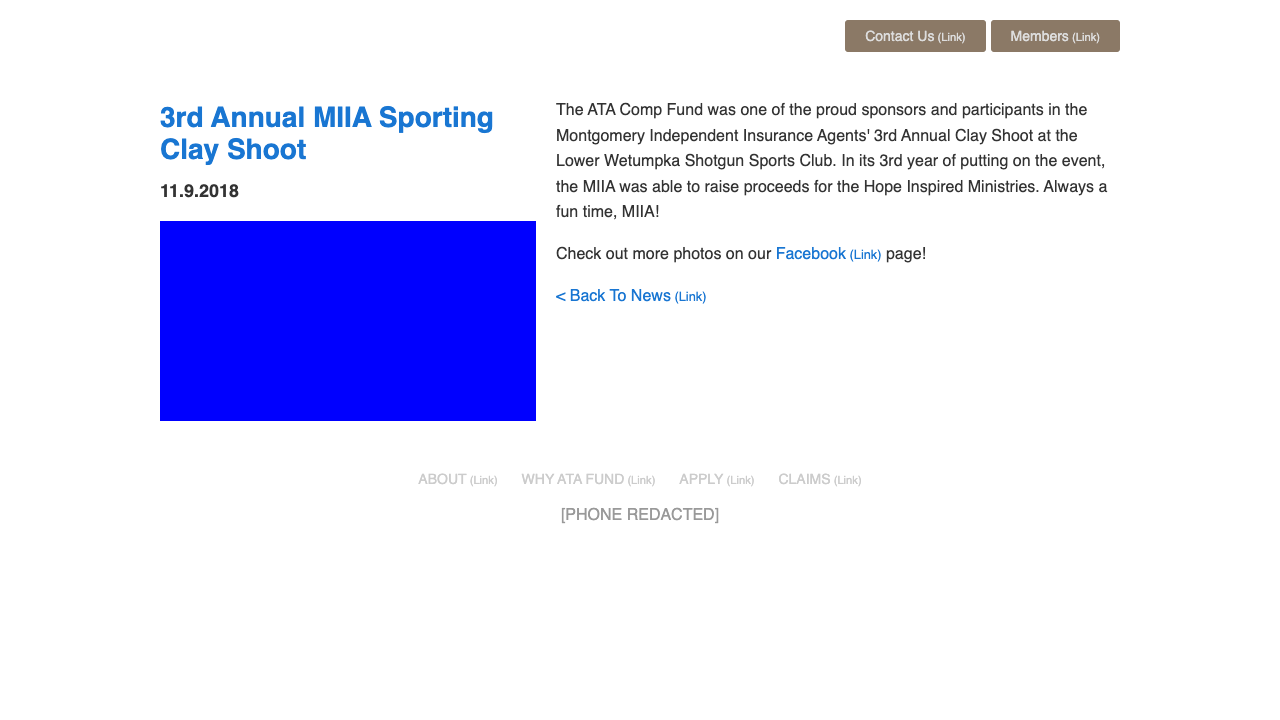 Contact Us (Link) Members (Link)
3rd Annual MIIA Sporting
Clay Shoot
11.9.2018
The ATA Comp Fund was one of the proud sponsors and participants in the
Montgomery Independent Insurance Agents' 3rd Annual Clay Shoot at the
Lower Wetumpka Shotgun Sports Club. In its 3rd year of putting on the event,
the MIIA was able to raise proceeds for the Hope Inspired Ministries. Always a
fun time, MIIA!
Check out more photos on our Facebook (Link) page!
< Back To News (Link)
ABOUT (Link) WHY ATA FUND (Link) APPLY (Link) CLAIMS (Link)
[PHONE REDACTED]